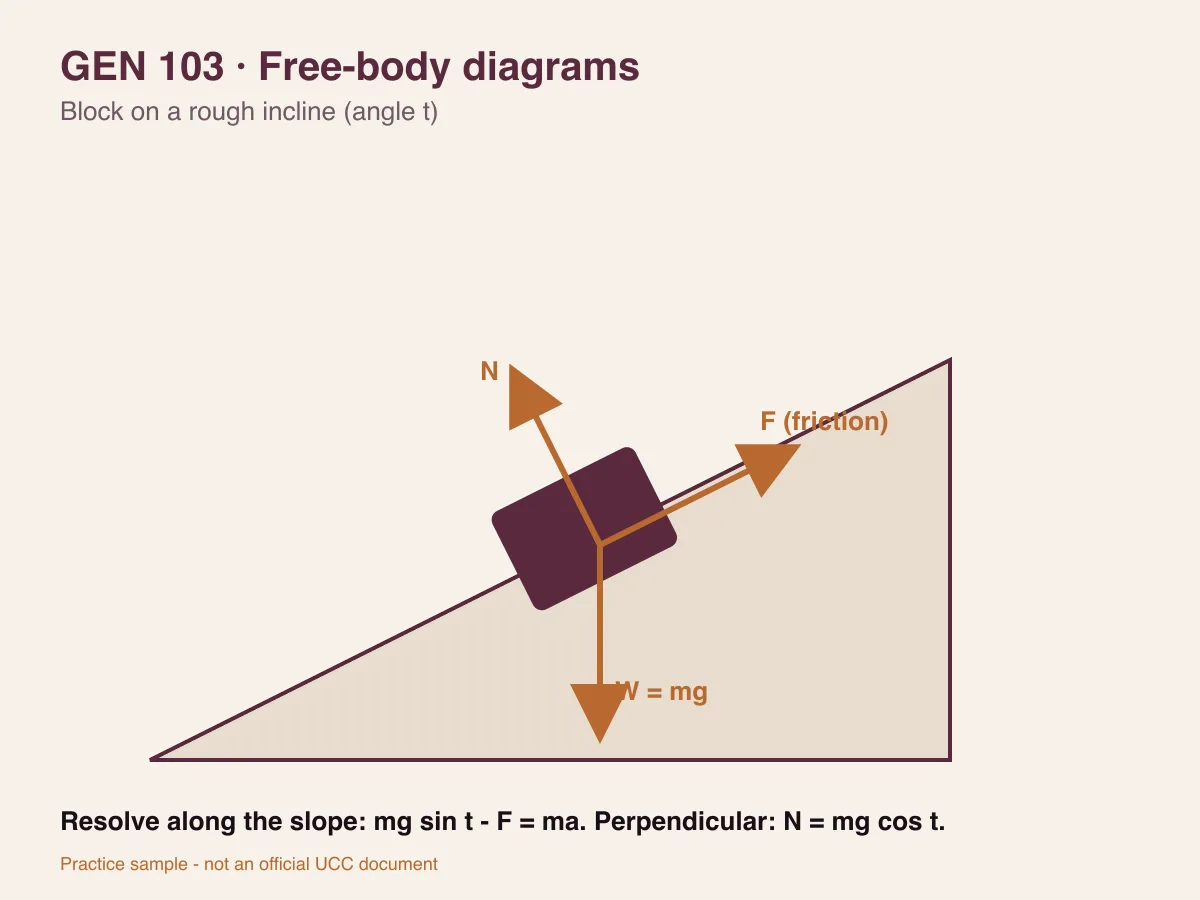 GEN 103 · Free-body diagrams
Block on a rough incline (angle t)
N
F (friction)
W = mg
Resolve along the slope: mg sin t - F = ma. Perpendicular: N = mg cos t.
Practice sample - not an official UCC document